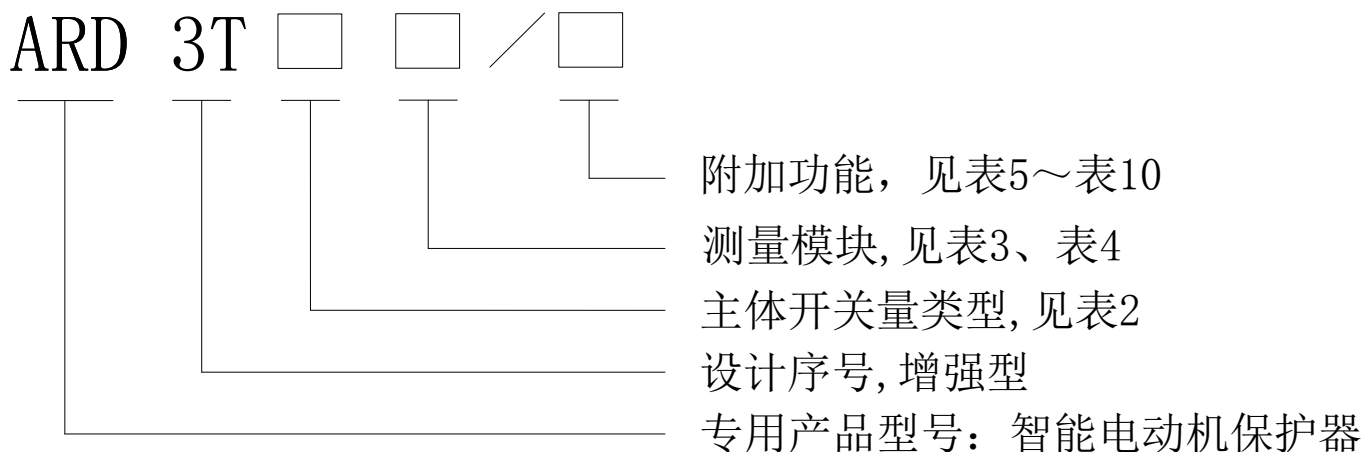 ARD 3T□ □／□
附加功能，见表5～表10
测量模块,见表3、表4
主体开关量类型,见表2
设计序号,增强型
专用产品型号：智能电动机保护器